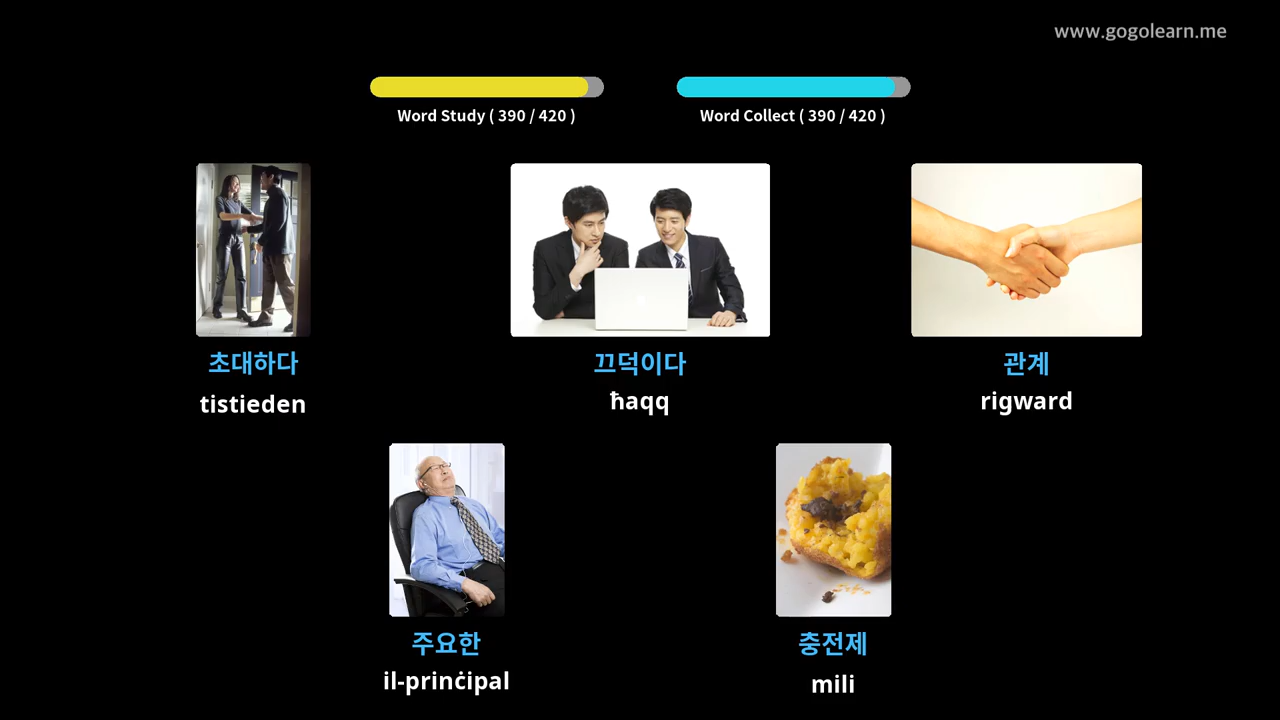 www.gogolearn.me
Word Study ( 390 / 420 )
Word Collect ( 390 / 420 )
초대하다
끄덕이다
관계
tistieden
ħaqq
rigward
주요한
충전제
il-prinċipal
mili